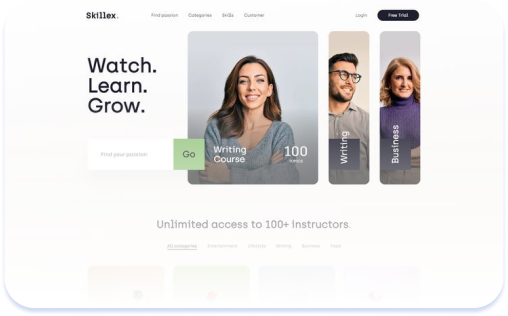 Skillex.
Find passion Categories Skills Customer
Login
Free Trial
Watch.
Learn.
Grow.
Find your passion
Go
Writing
Course
100
Writing
Business
Unlimited access to 100+ instructors.
All categories Entertainment Lifestyle Writing Business Food